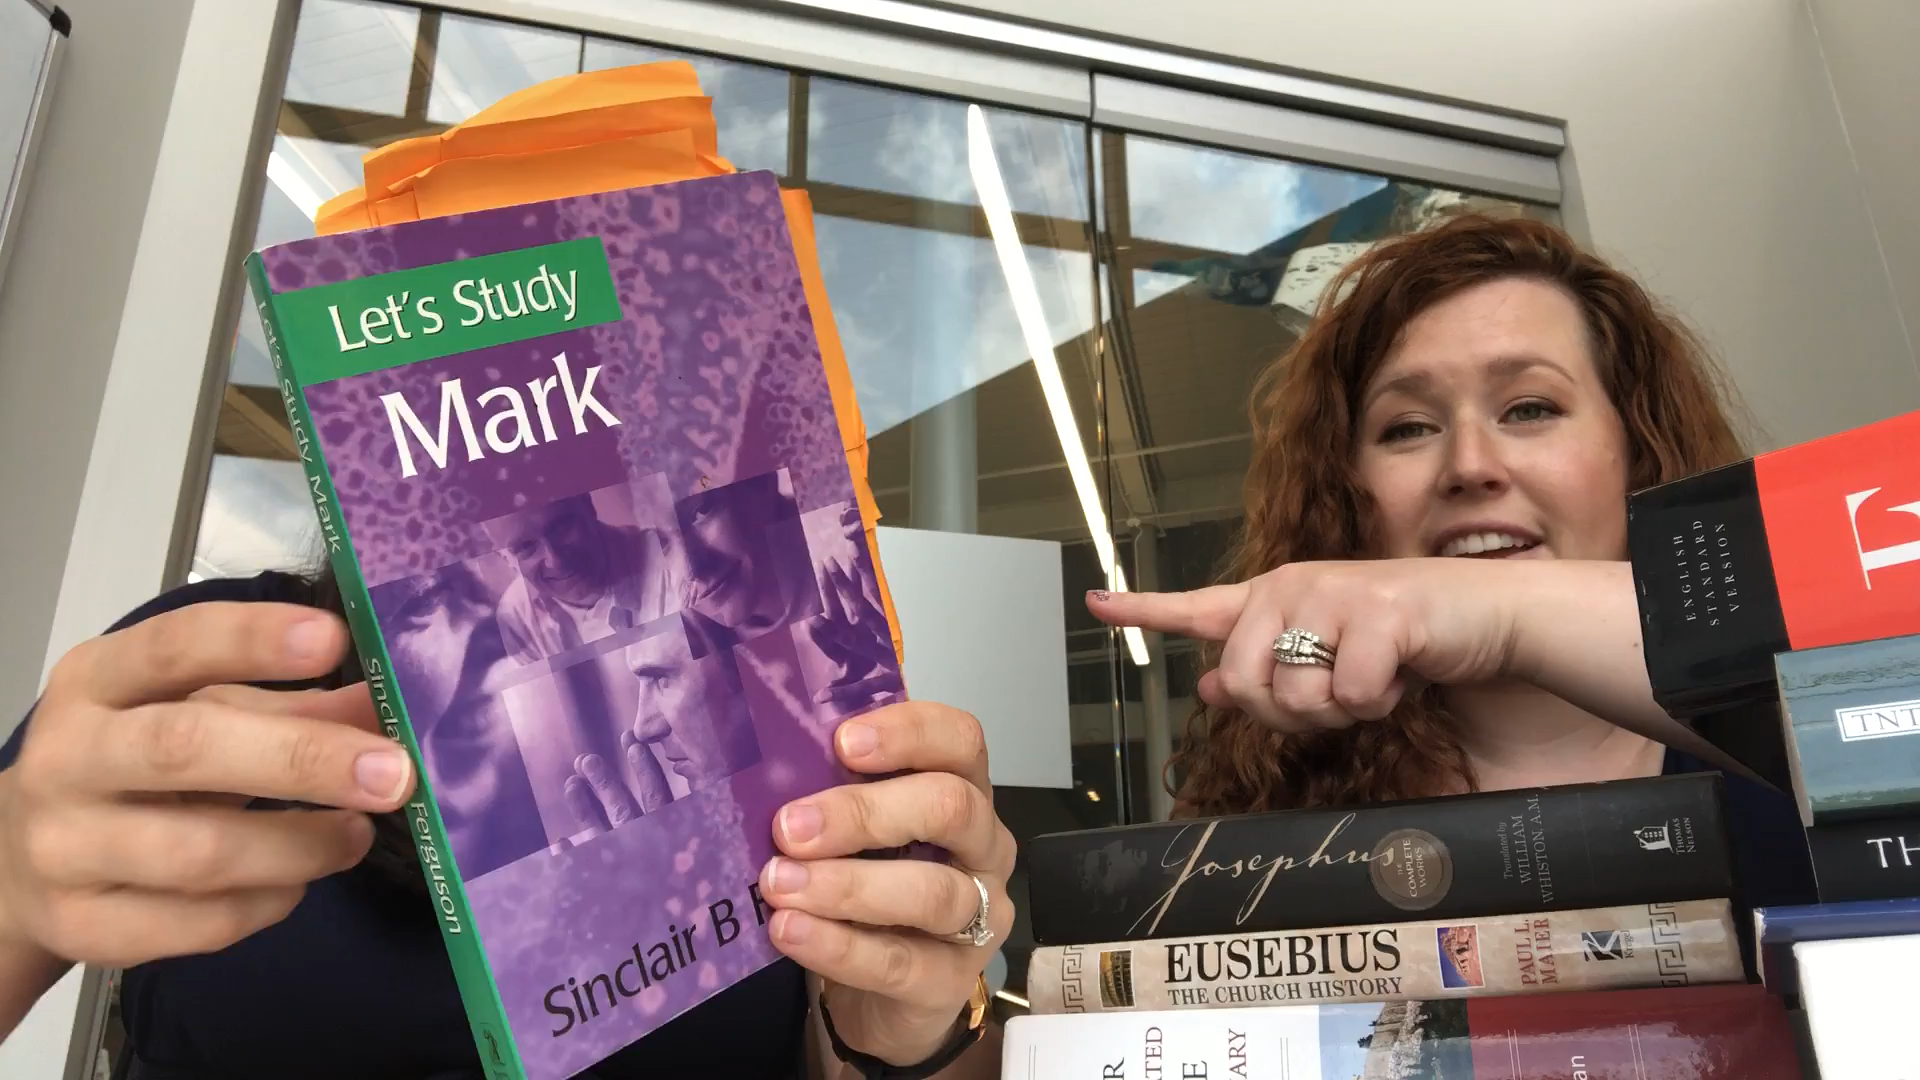 Let's Study
Mark
Sinclair B
Let's Study Mark
Ferguson
ENGLISH
STANDARD
VERSION
TNT
TH
Josephus
THE
COMPLETE
WORKS
Translated by
WILLIAM
WHISTON, A.M.
THOMAS
NELSON
EUSEBIUS
THE CHURCH HISTORY
PAUL L.
MAIER
Kregel